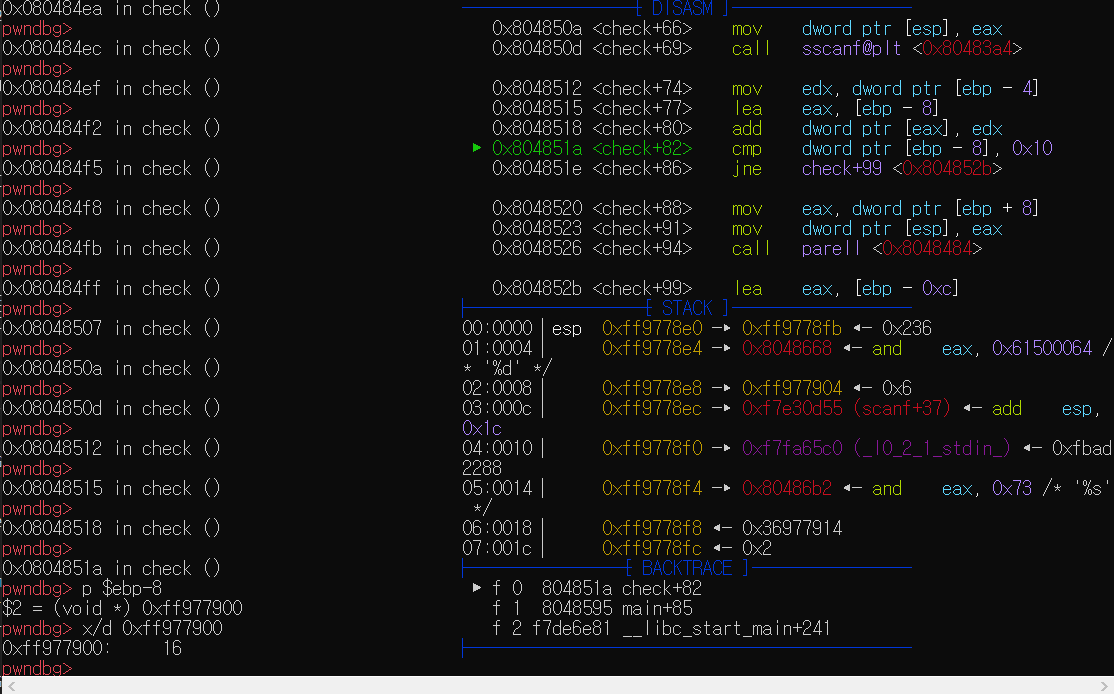 0x080484ea in check ()
pwndbg>
0x080484ec in check ()
pwndbg>
0x080484ef in check ()
pwndbg>
0x080484f2 in check ()
pwndbg>
0x080484f5 in check ()
pwndbg>
0x080484f8 in check ()
pwndbg>
0x080484fb in check ()
pwndbg>
0x080484ff in check ()
pwndbg>
0x08048507 in check ()
pwndbg>
0x0804850a in check ()
pwndbg>
0x0804850d in check ()
pwndbg>
0x08048512 in check ()
pwndbg>
0x08048515 in check ()
pwndbg>
0x08048518 in check ()
pwndbg>
0x0804851a in check ()
pwndbg> p $ebp-8
$2 = (void *) 0xff977900
pwndbg> x/d 0xff977900
0xff977900: 16
pwndbg>
[ DISASM ]
0x804850a <check+66> mov dword ptr [esp], eax
0x804850d <check+69> call sscanf@plt <0x80483a4>
0x8048512 <check+74> mov edx, dword ptr [ebp - 4]
0x8048515 <check+77> lea eax, [ebp - 8]
0x8048518 <check+80> add dword ptr [eax], edx
► 0x804851a <check+82> cmp dword ptr [ebp - 8], 0x10
0x804851e <check+86> jne check+99 <0x804852b>
0x8048520 <check+88> mov eax, dword ptr [ebp + 8]
0x8048523 <check+91> mov dword ptr [esp], eax
0x8048526 <check+94> call parell <0x8048484>
0x804852b <check+99> lea eax, [ebp - 0xc]
[ STACK ]
00:0000│ esp 0xff9778e0 —▸ 0xff9778fb ◂— 0x236
01:0004│ 0xff9778e4 —▸ 0x8048668 ◂— and eax, 0x61500064 /
* '%d' */
02:0008│ 0xff9778e8 —▸ 0xff977904 ◂— 0x6
03:000c│ 0xff9778ec —▸ 0xf7e30d55 (scanf+37) ◂— add esp,
0x1c
04:0010│ 0xff9778f0 —▸ 0xf7fa65c0 (_IO_2_1_stdin_) ◂— 0xfbad
2288
05:0014│ 0xff9778f4 —▸ 0x80486b2 ◂— and eax, 0x73 /* '%s'
*/
06:0018│ 0xff9778f8 ◂— 0x36977914
07:001c│ 0xff9778fc ◂— 0x2
[ BACKTRACE ]
► f 0 804851a check+82
f 1 8048595 main+85
f 2 f7de6e81 __libc_start_main+241